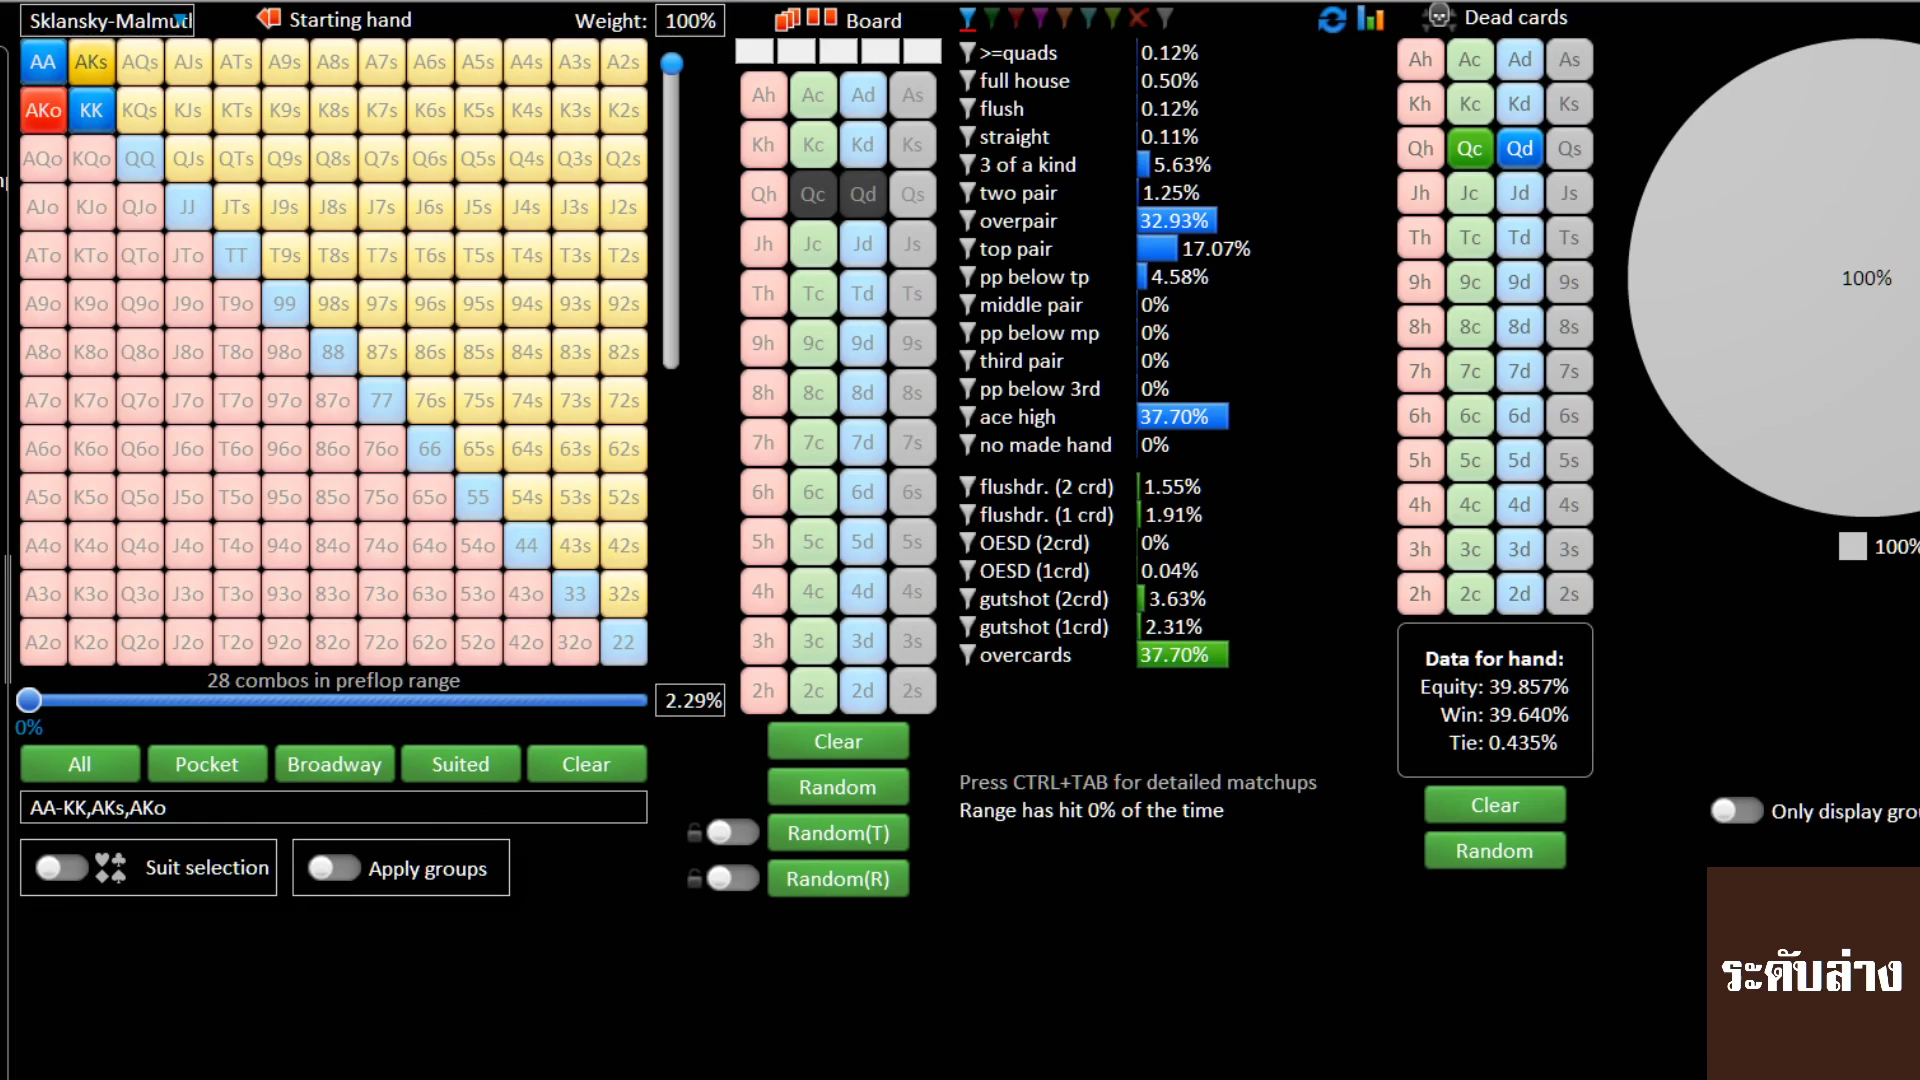 Sklansky-Malmut
Starting hand
Weight: 100%
AA AKs AQs AJs ATs A9s A8s A7s A6s A5s A4s A3s A2s
AKo KK KQs KJs KTs K9s K8s K7s K6s K5s K4s K3s K2s
AQo KQo QQ QJs QTs Q9s Q8s Q7s Q6s Q5s Q4s Q3s Q2s
AJo KJo QJo JJ JTs J9s J8s J7s J6s J5s J4s J3s J2s
ATo KTo QTo JTo TT T9s T8s T7s T6s T5s T4s T3s T2s
A9o K9o Q9o J9o T9o 99 98s 97s 96s 95s 94s 93s 92s
A8o K8o Q8o J8o T8o 98o 88 87s 86s 85s 84s 83s 82s
A7o K7o Q7o J7o T7o 97o 87o 77 76s 75s 74s 73s 72s
A6o K6o Q6o J6o T6o 96o 86o 76o 66 65s 64s 63s 62s
A5o K5o Q5o J5o T5o 95o 85o 75o 65o 55 54s 53s 52s
A4o K4o Q4o J4o T4o 94o 84o 74o 64o 54o 44 43s 42s
A3o K3o Q3o J3o T3o 93o 83o 73o 63o 53o 43o 33 32s
A2o K2o Q2o J2o T2o 92o 82o 72o 62o 52o 42o 32o 22
28 combos in preflop range
2.29%
0%
All Pocket Broadway Suited Clear
AA-KK,AKs,AKo
Suit selection
Apply groups
Board
Ah Ac Ad As
Kh Kc Kd Ks
Qh Qc Qd Qs
Jh Jc Jd Js
Th Tc Td Ts
9h 9c 9d 9s
8h 8c 8d 8s
7h 7c 7d 7s
6h 6c 6d 6s
5h 5c 5d 5s
4h 4c 4d 4s
3h 3c 3d 3s
2h 2c 2d 2s
Clear
Random
Random(T)
Random(R)
>=quads 0.12%
full house 0.50%
flush 0.12%
straight 0.11%
3 of a kind 5.63%
two pair 1.25%
overpair 32.93%
top pair 17.07%
pp below tp 4.58%
middle pair 0%
pp below mp 0%
third pair 0%
pp below 3rd 0%
ace high 37.70%
no made hand 0%
flushdr. (2 crd) 1.55%
flushdr. (1 crd) 1.91%
OESD (2crd) 0%
OESD (1crd) 0.04%
gutshot (2crd) 3.63%
gutshot (1crd) 2.31%
overcards 37.70%
Press CTRL+TAB for detailed matchups
Range has hit 0% of the time
Dead cards
Ah Ac Ad As
Kh Kc Kd Ks
Qh Qc Qd Qs
Jh Jc Jd Js
Th Tc Td Ts
9h 9c 9d 9s
8h 8c 8d 8s
7h 7c 7d 7s
6h 6c 6d 6s
5h 5c 5d 5s
4h 4c 4d 4s
3h 3c 3d 3s
2h 2c 2d 2s
Data for hand:
Equity: 39.857%
Win: 39.640%
Tie: 0.435%
Clear
Random
100%
100%
Only display grou
ระดับล่าง